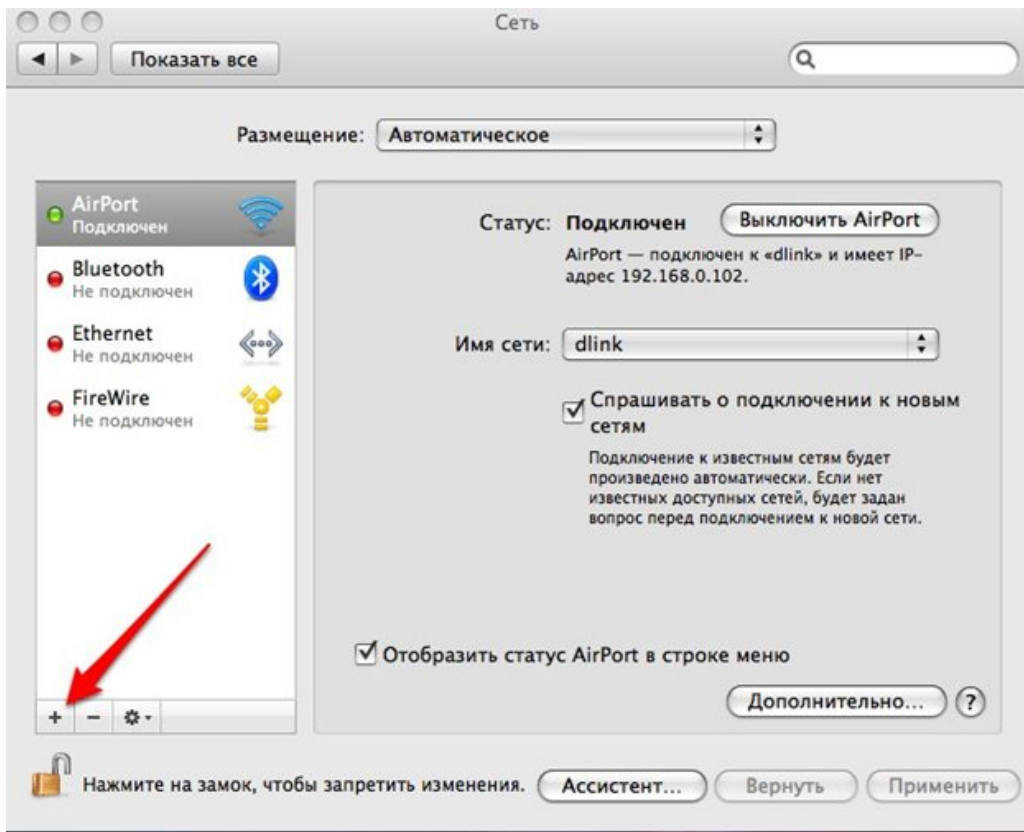 Сеть
Показать все
Размещение: Автоматическое
AirPort
Подключен
Bluetooth
Не подключен
Ethernet
Не подключен
FireWire
Не подключен
Статус: Подключен Выключить AirPort
AirPort — подключен к «dlink» и имеет IP-
адрес 192.168.0.102.
Имя сети: dlink
Спрашивать о подключении к новым
сетям
Подключение к известным сетям будет
произведено автоматически. Если нет
известных доступных сетей, будет задан
вопрос перед подключением к новой сети.
Отобразить статус AirPort в строке меню
Дополнительно... ?
+ −
Нажмите на замок, чтобы запретить изменения. Ассистент... Вернуть Применить